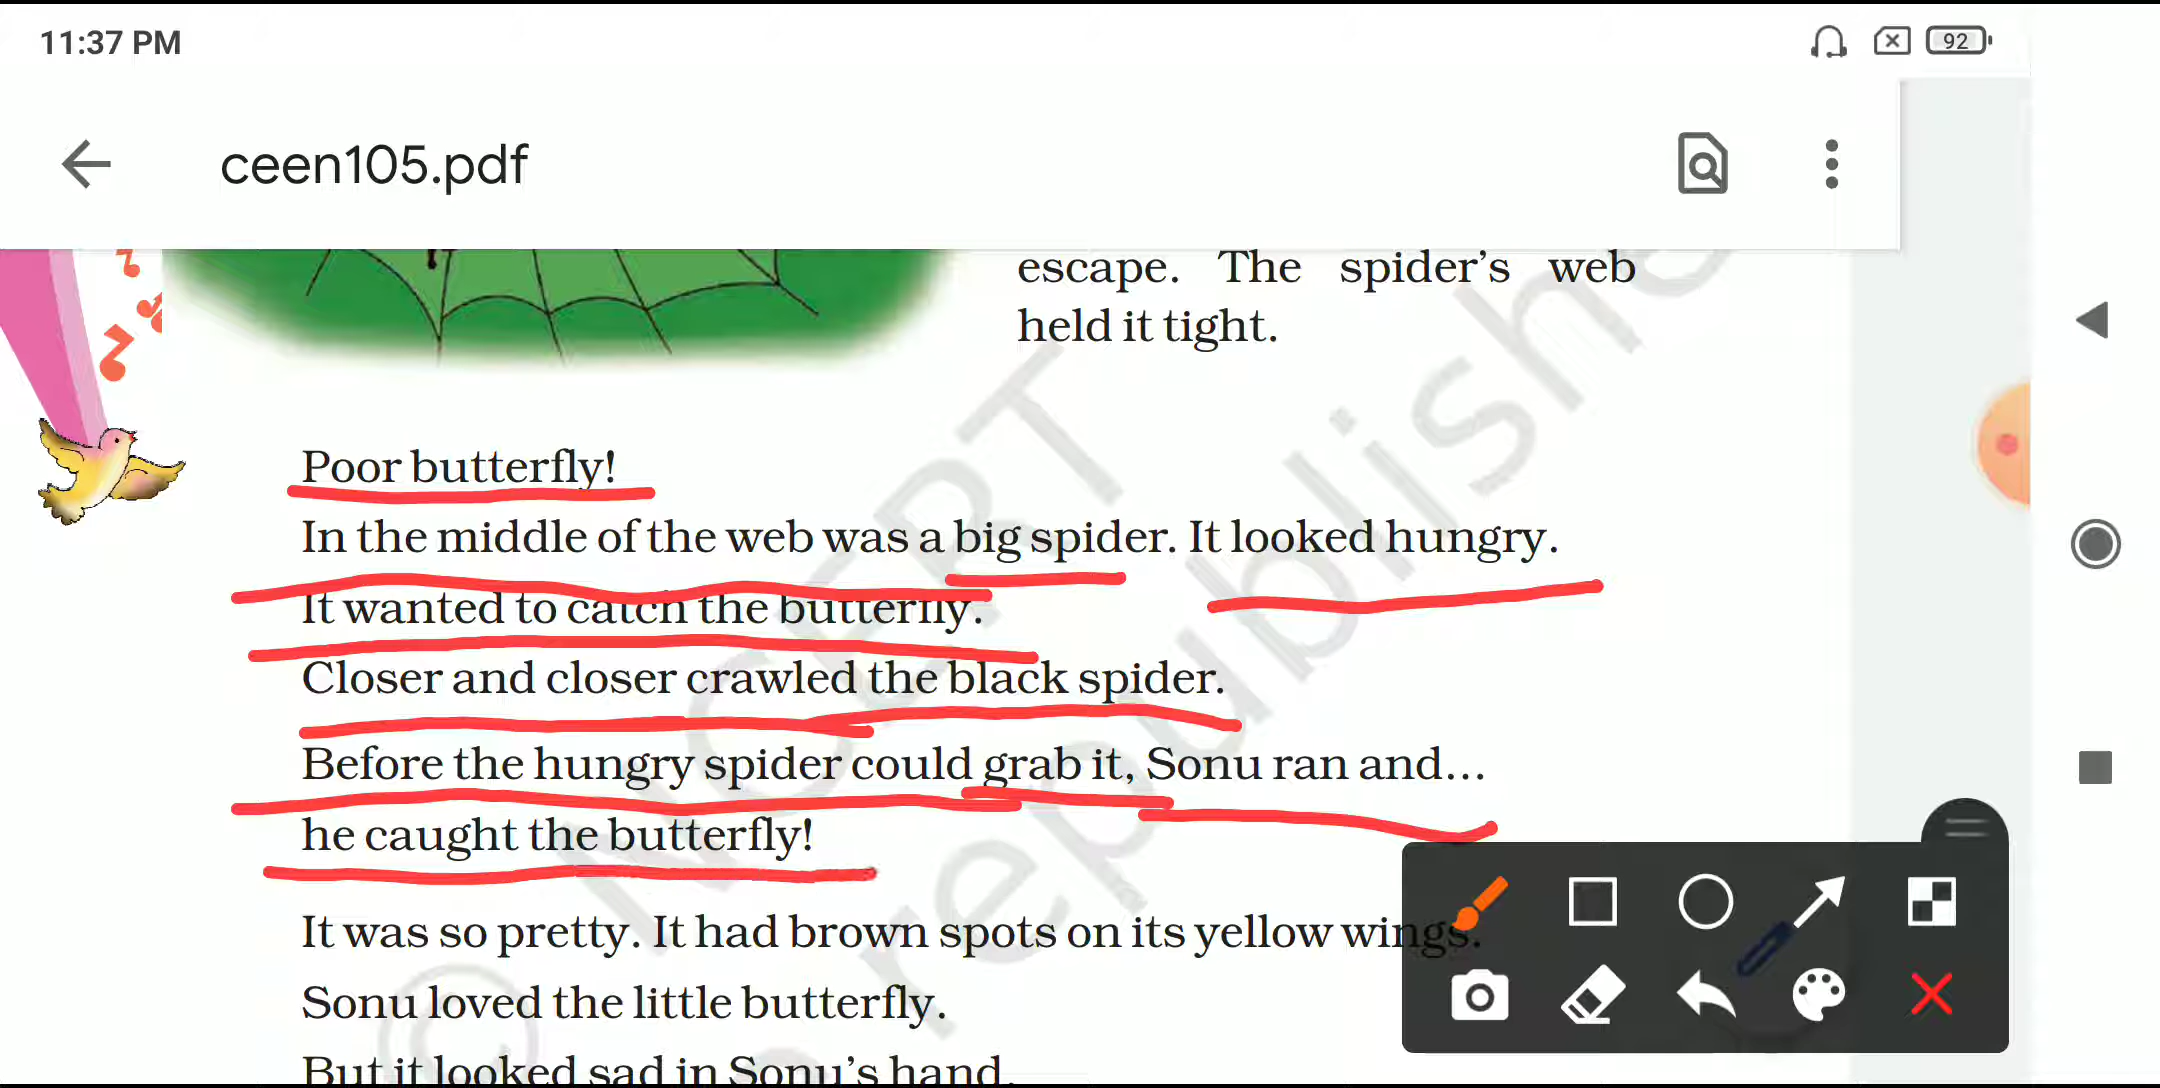 11:37 PM
92
ceen105.pdf
escape. The spider's web
held it tight.
Poor butterfly!
In the middle of the web was a big spider. It looked hungry.
It wanted to catch the butterfly.
Closer and closer crawled the black spider.
Before the hungry spider could grab it, Sonu ran and...
he caught the butterfly!
It was so pretty. It had brown spots on its yellow wings.
Sonu loved the little butterfly.
But it looked sad in Sonu's hand.
© NCERT
republishe